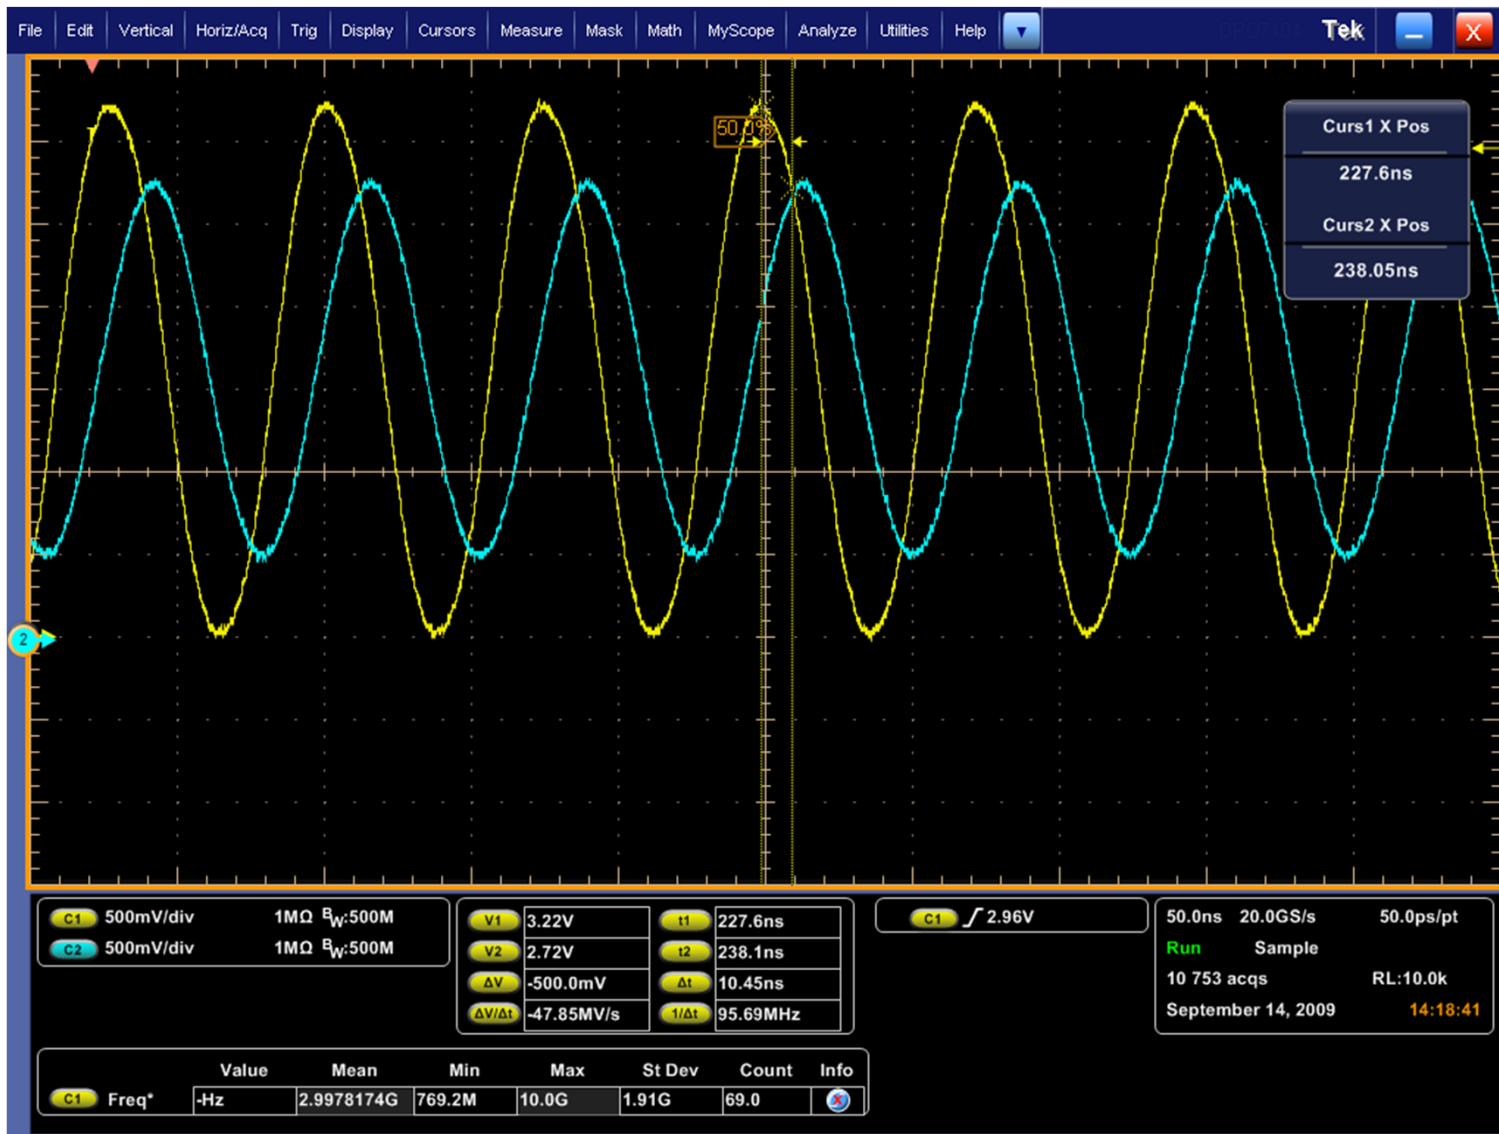 File Edit Vertical Horiz/Acq Trig Display Cursors Measure Mask Math MyScope Analyze Utilities Help Tek X
T
50.0%
Curs1 X Pos
227.6ns
Curs2 X Pos
238.05ns
2
C1 500mV/div 1MΩ BW:500M
C2 500mV/div 1MΩ BW:500M
V1 3.22V t1 227.6ns
V2 2.72V t2 238.1ns
ΔV -500.0mV Δt 10.45ns
ΔV/Δt -47.85MV/s 1/Δt 95.69MHz
C1 2.96V
50.0ns 20.0GS/s 50.0ps/pt
Run Sample
10 753 acqs RL:10.0k
September 14, 2009 14:18:41
Value Mean Min Max St Dev Count Info
C1 Freq* -Hz 2.9978174G 769.2M 10.0G 1.91G 69.0